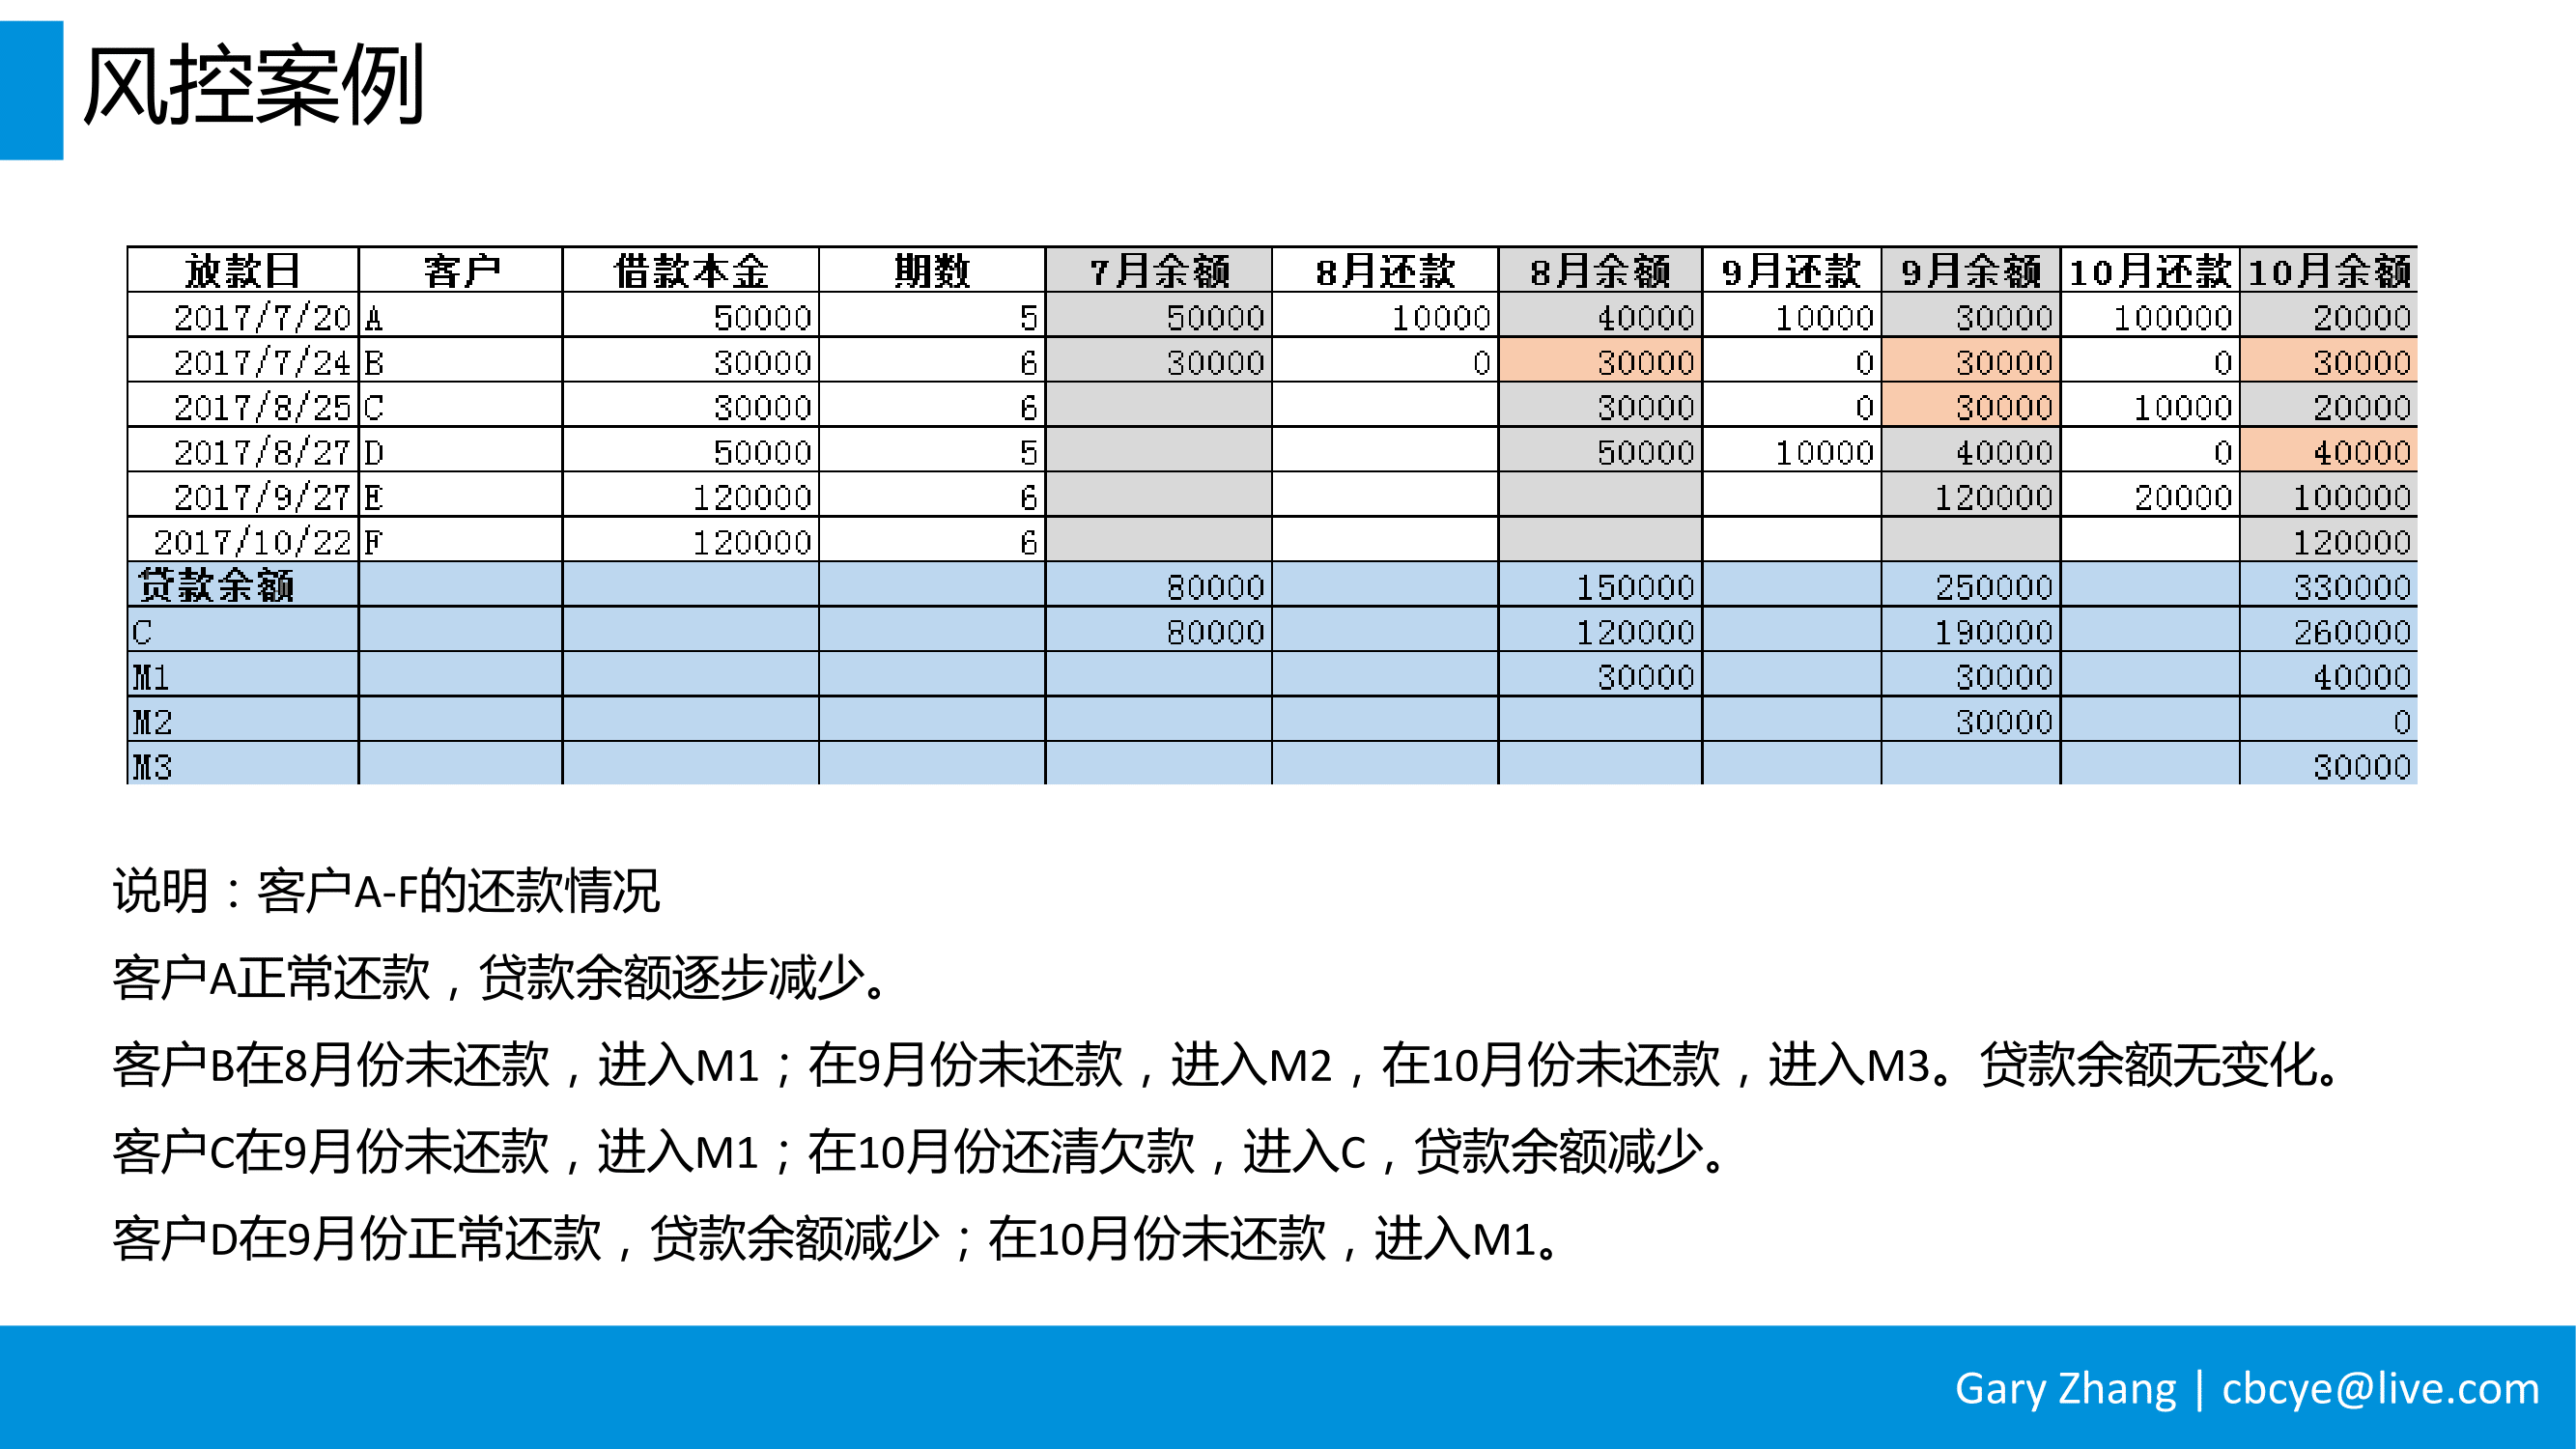 风控案例
放款日 客户 借款本金 期数 7月余额 8月还款 8月余额 9月还款 9月余额 10月还款 10月余额
2017/7/20 A 50000 5 50000 10000 40000 10000 30000 100000 20000
2017/7/24 B 30000 6 30000 0 30000 0 30000 0 30000
2017/8/25 C 30000 6 30000 0 30000 10000 20000
2017/8/27 D 50000 5 50000 10000 40000 0 40000
2017/9/27 E 120000 6 120000 20000 100000
2017/10/22 F 120000 6 120000
贷款余额 80000 150000 250000 330000
C 80000 120000 190000 260000
M1 30000 30000 40000
M2 30000 0
M3 30000
说明：客户A-F的还款情况
客户A正常还款，贷款余额逐步减少。
客户B在8月份未还款，进入M1；在9月份未还款，进入M2，在10月份未还款，进入M3。贷款余额无变化。
客户C在9月份未还款，进入M1；在10月份还清欠款，进入C，贷款余额减少。
客户D在9月份正常还款，贷款余额减少；在10月份未还款，进入M1。
Gary Zhang | cbcye@live.com